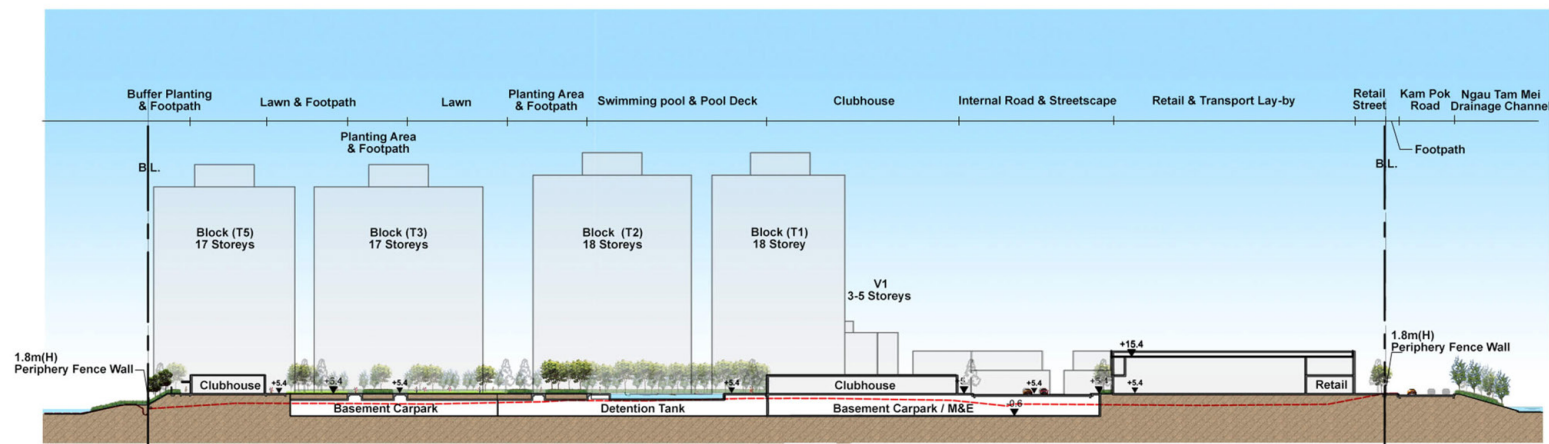 Buffer Planting
& Footpath
Lawn & Footpath
Lawn
Planting Area
& Footpath
Swimming pool & Pool Deck
Clubhouse
Internal Road & Streetscape
Retail & Transport Lay-by
Retail
Street
Kam Pok
Road
Ngau Tam Mei
Drainage Channel
Planting Area
& Footpath
Footpath
B.L.
B.L.
Block (T5)
17 Storeys
Block (T3)
17 Storeys
Block (T2)
18 Storeys
Block (T1)
18 Storey
V1
3-5 Storeys
1.8m(H)
Periphery Fence Wall
+15.4
1.8m(H)
Periphery Fence Wall
Clubhouse
+5.4
+5.4
+5.4
+5.4
Clubhouse
+5.4
+5.4
+5.4
Retail
Basement Carpark
Detention Tank
Basement Carpark / M&E
-0.6